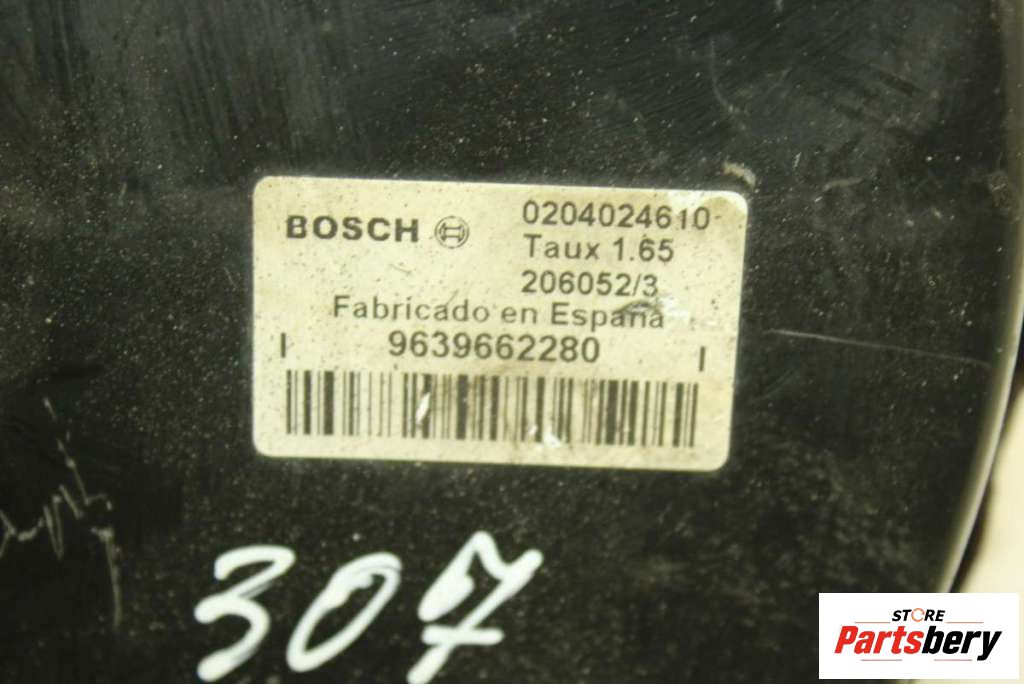 BOSCH
0204024610
Taux 1.65
206052/3
Fabricado en España
I 9639662280 I
307
STORE
Partsbery